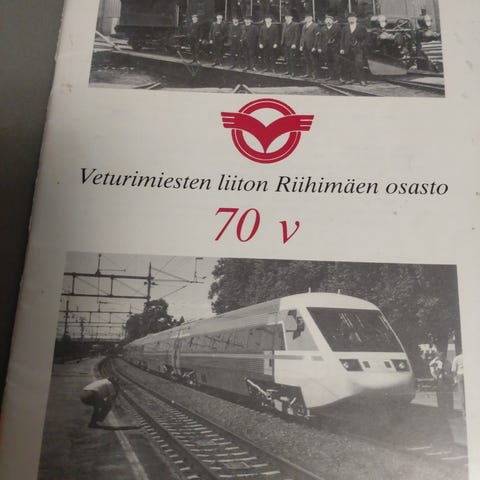 Veturimiesten liiton Riihimäen osasto
70 v